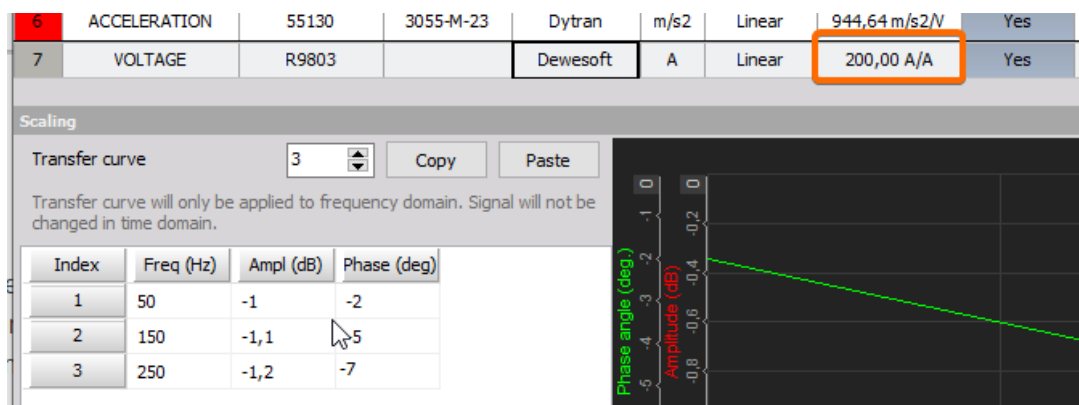 6 ACCELERATION 55130 3055-M-23 Dytran m/s2 Linear 944,64 m/s2/V Yes
7 VOLTAGE R9803 Dewesoft A Linear 200,00 A/A Yes
Scaling
Transfer curve 3 Copy Paste
Transfer curve will only be applied to frequency domain. Signal will not be
changed in time domain.
Index Freq (Hz) Ampl (dB) Phase (deg)
1 50 -1 -2
2 150 -1,1 -5
3 250 -1,2 -7
Phase angle (deg.)
0 -1 -2 -3 -4 -5
Amplitude (dB)
0 -0,2 -0,4 -0,6 -0,8